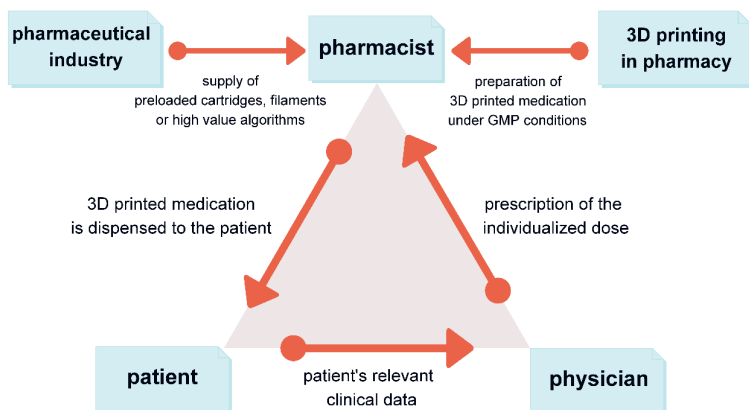 pharmaceutical
industry
pharmacist
3D printing
in pharmacy
supply of
preloaded cartridges, filaments
or high value algorithms
preparation of
3D printed medication
under GMP conditions
3D printed medication
is dispensed to the patient
prescription of the
individualized dose
patient
patient's relevant
clinical data
physician